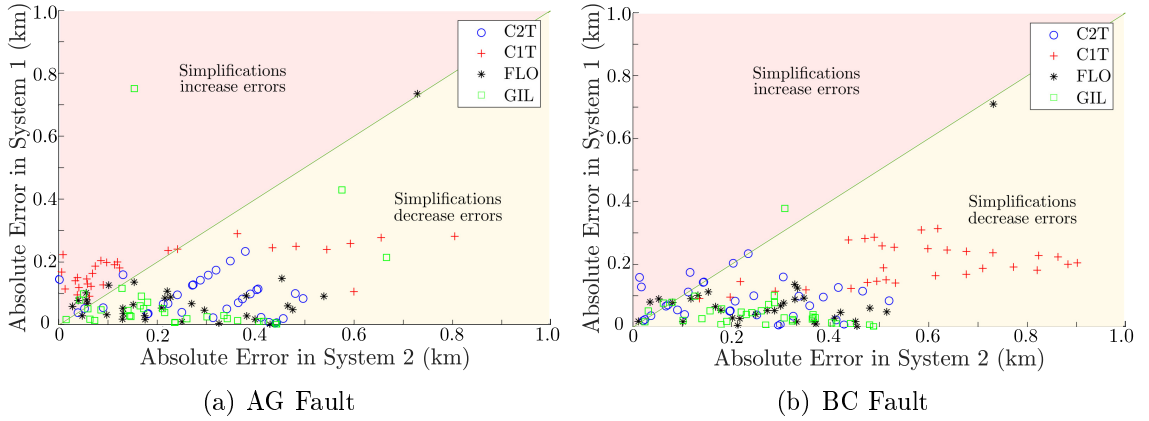 Absolute Error in System 1 (km)
1.0
0.8
0.6
0.4
0.2
0
0
0.2
0.4
0.6
0.8
1.0
Simplifications
increase errors
Simplifications
decrease errors
C2T
C1T
FLO
GIL
Absolute Error in System 2 (km)
(a) AG Fault
Absolute Error in System 1 (km)
1.0
0.8
0.6
0.4
0.2
0
0
0.2
0.4
0.6
0.8
1.0
Simplifications
increase errors
Simplifications
decrease errors
C2T
C1T
FLO
GIL
Absolute Error in System 2 (km)
(b) BC Fault